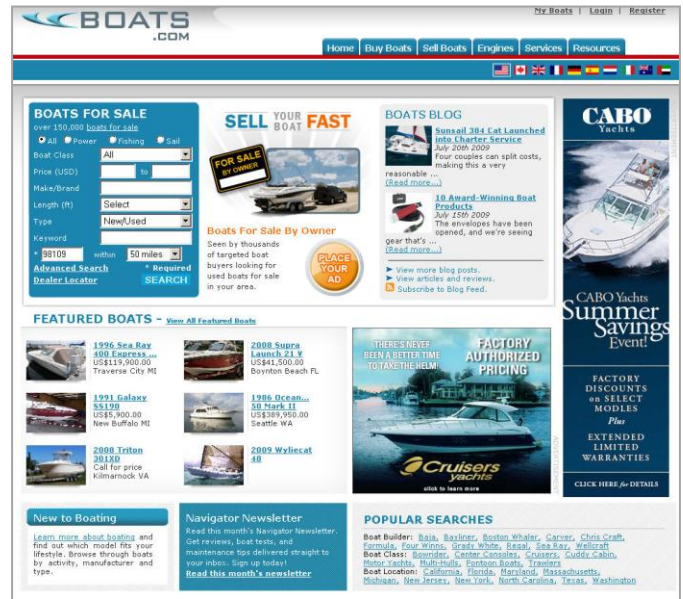 BOATS
.COM
My Boats | Login | Register
Home
Buy Boats
Sell Boats
Engines
Services
Resources
BOATS FOR SALE
over 150,000 boats for sale
All Power Fishing Sail
Boat Class All
Price (USD) to
Make/Brand
Length (ft) Select
Type New/Used
Keyword
* 98109 within 50 miles
Advanced Search * Required
Dealer Locator SEARCH
SELL YOUR BOAT FAST
FOR SALE
BY OWNER
Boats For Sale By Owner
Seen by thousands
of targeted boat
buyers looking for
used boats for sale
in your area.
PLACE
YOUR
AD
BOATS BLOG
Sunsail 384 Cat Launched
into Charter Service
July 20th 2009
Four couples can split costs,
making this a very
reasonable ...
(Read more...)
10 Award-Winning Boat
Products
July 15th 2009
The envelopes have been
opened, and we're seeing
gear that's ...
(Read more...)
View more blog posts.
View articles and reviews.
Subscribe to Blog Feed.
CABO
Yachts
CABO Yachts
Summer
Savings
Event!
FACTORY
DISCOUNTS
on SELECT
MODLES
Plus
EXTENDED
LIMITED
WARRANTIES
CLICK HERE for DETAILS
FEATURED BOATS - View All Featured Boats
1996 Sea Ray
400 Express ...
US$119,900.00
Traverse City MI
2008 Supra
Launch 21 V
US$41,500.00
Boynton Beach FL
1991 Galaxy
SS190
US$5,900.00
New Buffalo MI
1986 Ocean...
50 Mark II
US$389,950.00
Seattle WA
2008 Triton
301XD
Call for price
Kilmarnock VA
2009 Wyliecat
48
THERE'S NEVER
BEEN A BETTER TIME
TO TAKE THE HELM!
FACTORY
AUTHORIZED
PRICING
Cruisers
yachts
click to learn more
ADVERTISEMENT
New to Boating
Learn more about boating and
find out which model fits your
lifestyle. Browse through boats
by activity, manufacturer and
type.
Navigator Newsletter
Read this month's Navigator Newsletter.
Get reviews, boat tests, and
maintenance tips delivered straight to
your inbox. Sign up today!
Read this month's newsletter
POPULAR SEARCHES
Boat Builder: Baja, Bayliner, Boston Whaler, Carver, Chris Craft,
Formula, Four Winns, Grady White, Regal, Sea Ray, Wellcraft
Boat Class: Bowrider, Center Consoles, Cruisers, Cuddy Cabin,
Motor Yachts, Multi-Hulls, Pontoon Boats, Trawlers
Boat Location: California, Florida, Maryland, Massachusetts,
Michigan, New Jersey, New York, North Carolina, Texas, Washington